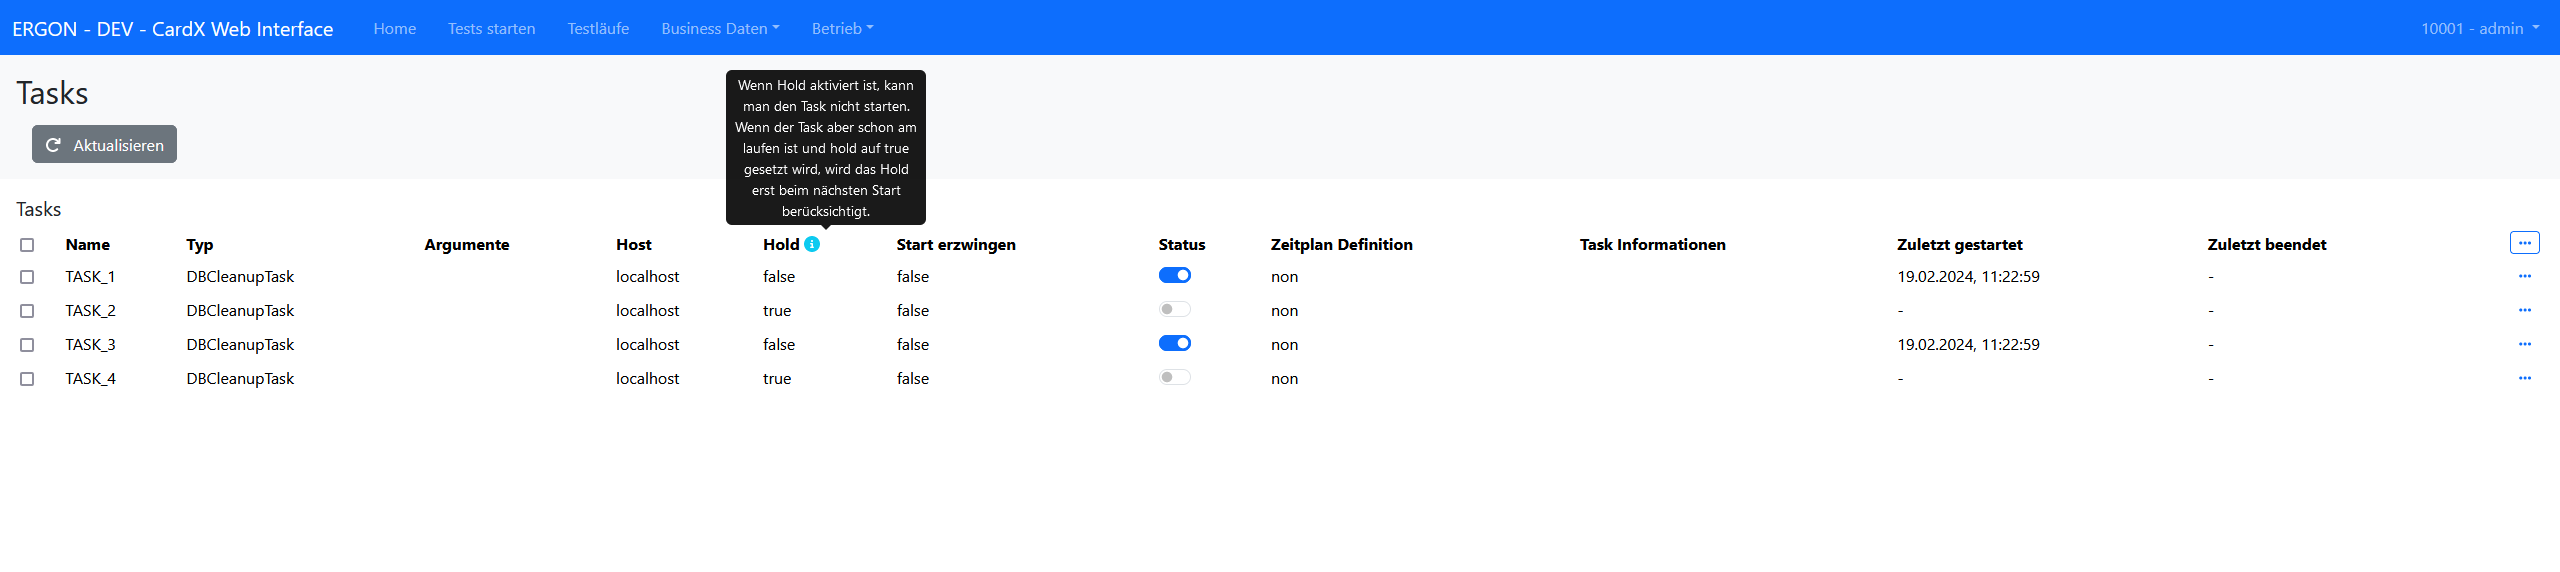 ERGON - DEV - CardX Web Interface Home Tests starten Testläufe Business Daten Betrieb 10001 - admin
Tasks
Aktualisieren
Wenn Hold aktiviert ist, kann
man den Task nicht starten.
Wenn der Task aber schon am
laufen ist und hold auf true
gesetzt wird, wird das Hold
erst beim nächsten Start
berücksichtigt.
Tasks
Name Typ Argumente Host Hold Start erzwingen Status Zeitplan Definition Task Informationen Zuletzt gestartet Zuletzt beendet
TASK_1 DBCleanupTask localhost false false non 19.02.2024, 11:22:59 -
TASK_2 DBCleanupTask localhost true false non - -
TASK_3 DBCleanupTask localhost false false non 19.02.2024, 11:22:59 -
TASK_4 DBCleanupTask localhost true false non - -